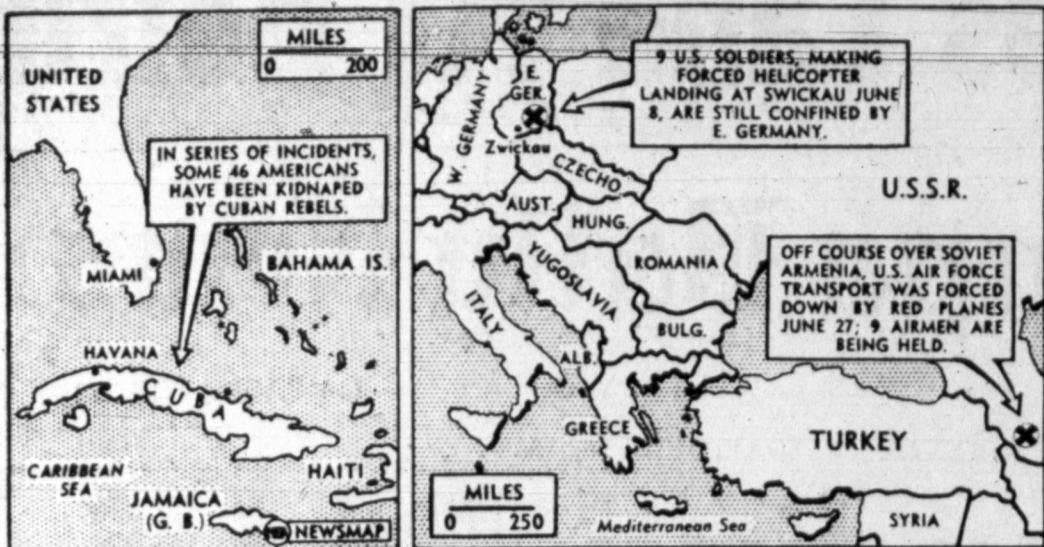 UNITED
STATES
MILES
0 200
IN SERIES OF INCIDENTS,
SOME 46 AMERICANS
HAVE BEEN KIDNAPED
BY CUBAN REBELS.
MIAMI
BAHAMA IS.
HAVANA
CUBA
CARIBBEAN
SEA
HAITI
JAMAICA
(G. B.)
NEWSMAP
9 U.S. SOLDIERS, MAKING
FORCED HELICOPTER
LANDING AT SWICKAU JUNE
8, ARE STILL CONFINED BY
E. GERMANY.
E.
GER.
W. GERMANY
Zwickau
CZECHO
U.S.S.R.
AUST.
HUNG.
ROMANIA
YUGOSLAVIA
ITALY
BULG.
ALB.
GREECE
OFF COURSE OVER SOVIET
ARMENIA, U.S. AIR FORCE
TRANSPORT WAS FORCED
DOWN BY RED PLANES
JUNE 27; 9 AIRMEN ARE
BEING HELD.
TURKEY
MILES
0 250
Mediterranean Sea
SYRIA